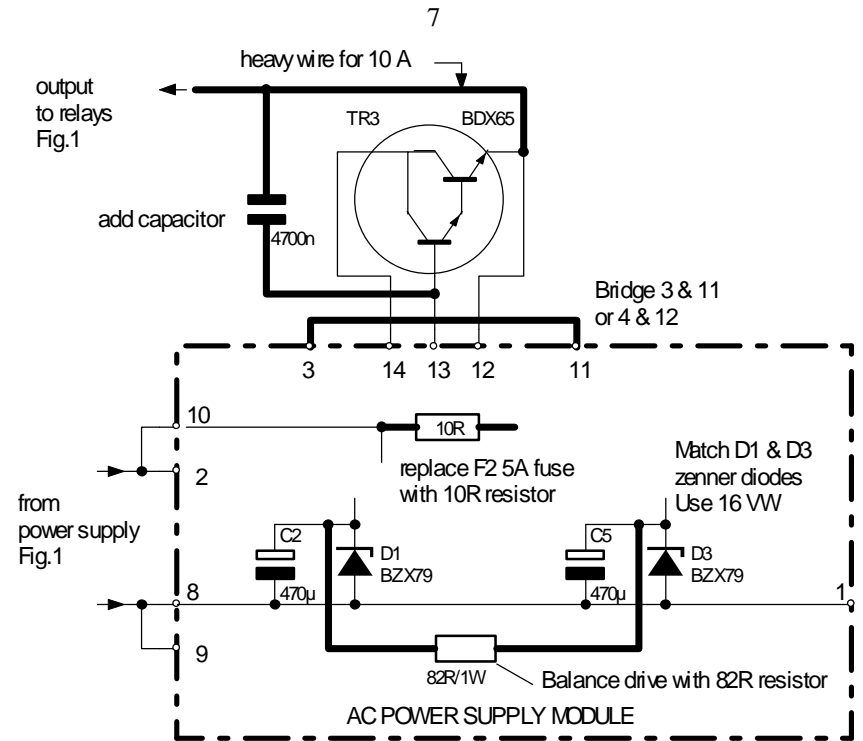 7
heavy wire for 10 A
output
to relays
Fig.1
TR3
BDX65
add capacitor
4700n
Bridge 3 & 11
or 4 & 12
3
14
13
12
11
10
10R
2
replace F2 5A fuse
with 10R resistor
Match D1 & D3
zenner diodes
Use 16 VW
from
power supply
Fig.1
C2
D1
BZX79
470µ
C5
D3
BZX79
470µ
8
1
9
82R/1W
Balance drive with 82R resistor
AC POWER SUPPLY MODULE